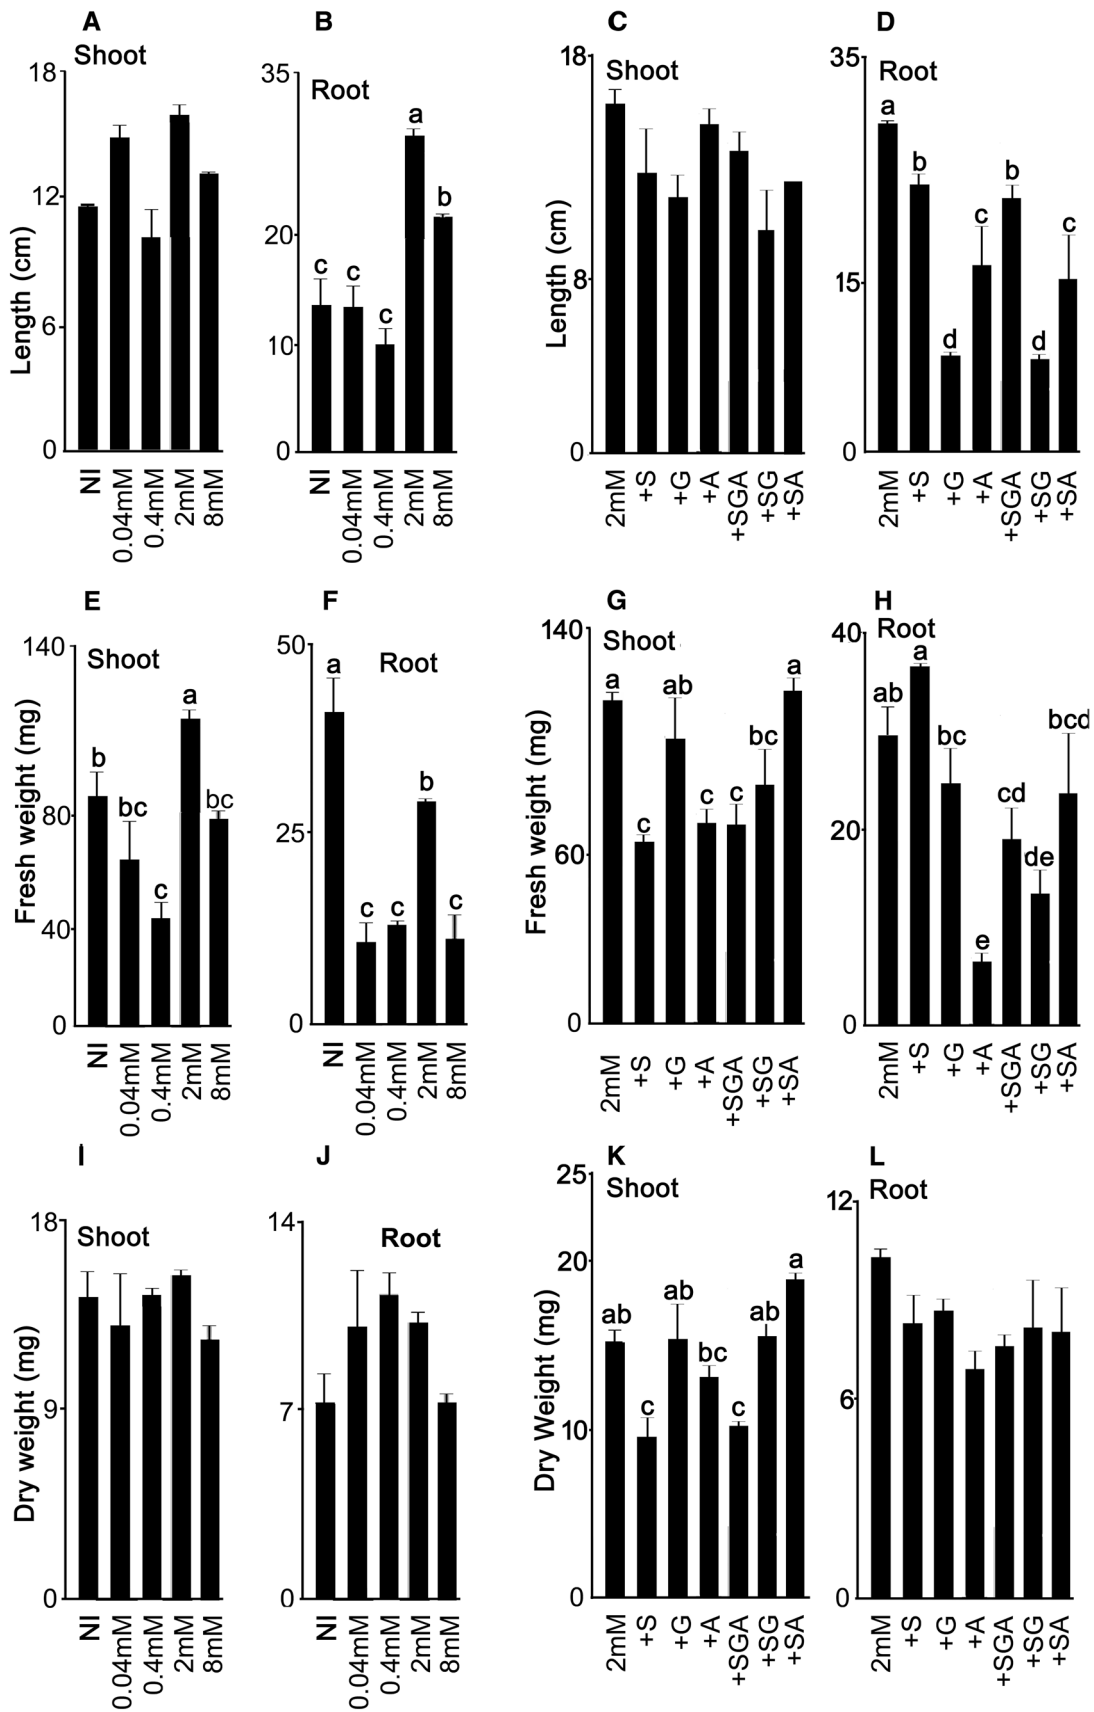 A
B
C
D
Shoot
Root
Shoot
Root
Length (cm)
18
12
6
0
NI
0.04mM
0.4mM
2mM
8mM
35
20
10
0
c
c
c
a
b
NI
0.04mM
0.4mM
2mM
8mM
Length (cm)
18
8
0
2mM
+S
+G
+A
+SGA
+SG
+SA
35
15
0
a
b
d
c
b
d
c
2mM
+S
+G
+A
+SGA
+SG
+SA
E
F
G
H
Shoot
Root
Shoot
Root
Fresh weight (mg)
140
80
40
0
b
bc
c
a
bc
NI
0.04mM
0.4mM
2mM
8mM
50
25
0
a
c
c
b
c
NI
0.04mM
0.4mM
2mM
8mM
Fresh weight (mg)
140
60
0
a
c
ab
c
c
bc
a
2mM
+S
+G
+A
+SGA
+SG
+SA
40
20
0
ab
a
bc
e
cd
de
bcd
2mM
+S
+G
+A
+SGA
+SG
+SA
I
J
K
L
Shoot
Root
Shoot
Root
Dry weight (mg)
18
9
0
NI
0.04mM
0.4mM
2mM
8mM
14
7
0
NI
0.04mM
0.4mM
2mM
8mM
Dry Weight (mg)
25
20
10
0
ab
c
ab
bc
c
ab
a
2mM
+S
+G
+A
+SGA
+SG
+SA
12
6
0
2mM
+S
+G
+A
+SGA
+SG
+SA